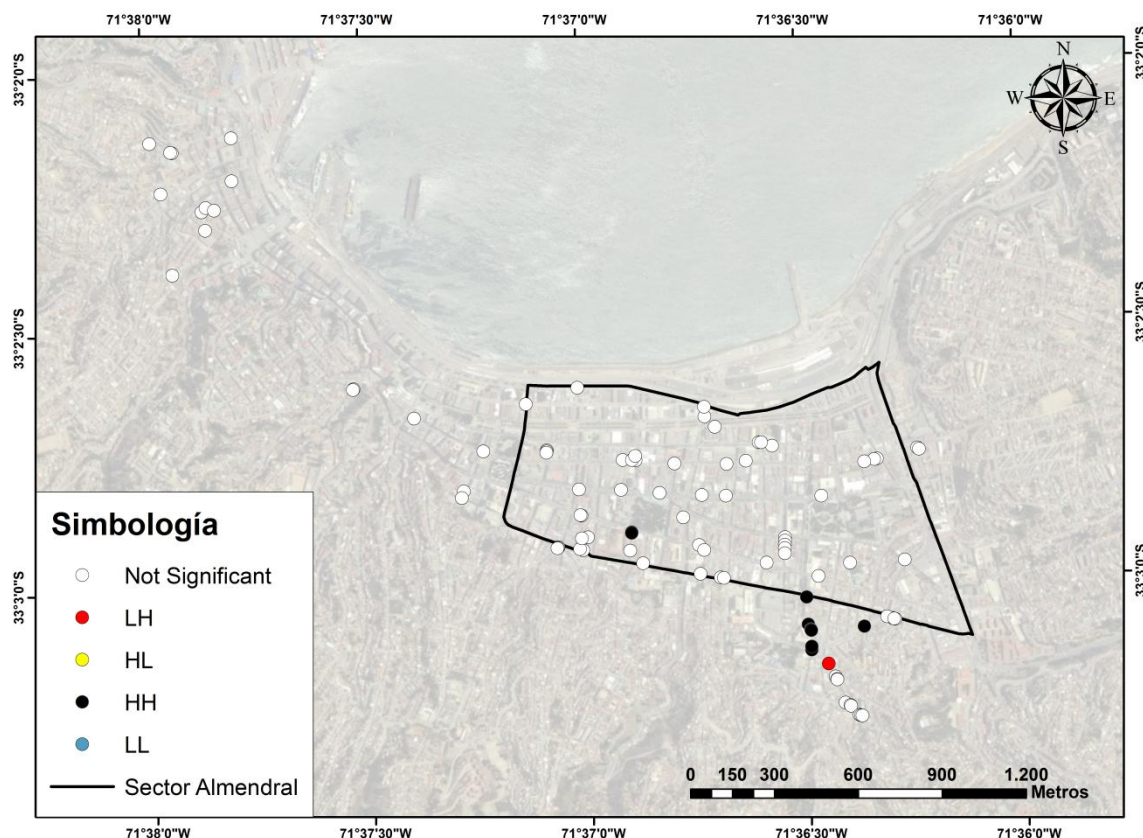 71°38'0"W 71°37'30"W 71°37'0"W 71°36'30"W 71°36'0"W
33°2'0"S 33°2'0"S
N
W E
S
33°2'30"S 33°2'30"S
33°3'0"S 33°3'0"S
Simbología
Not Significant
LH
HL
HH
LL
Sector Almendral
0 150 300 600 900 1.200
Metros
71°38'0"W 71°37'30"W 71°37'0"W 71°36'30"W 71°36'0"W